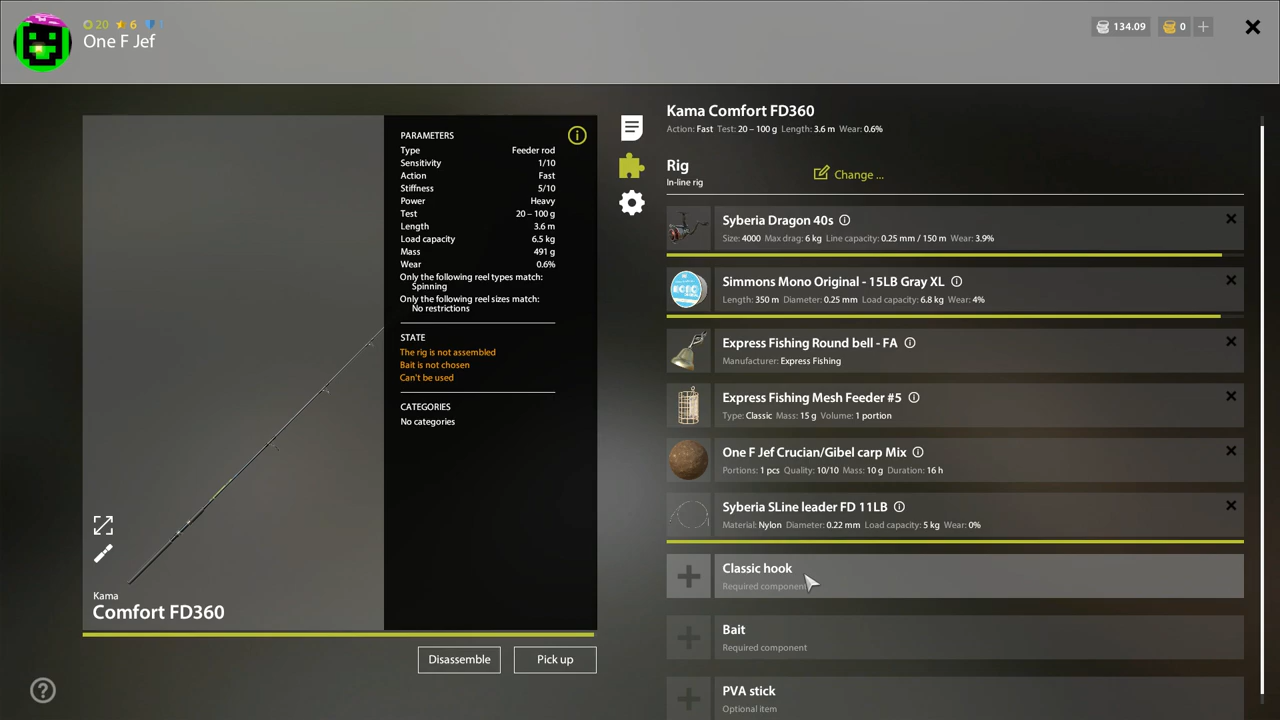 20 6 1
One F Jef
134.09 0
Kama Comfort FD360
Action: Fast Test: 20 – 100 g Length: 3.6 m Wear: 0.6%
Rig
In-line rig
Change ...
PARAMETERS
Type Feeder rod
Sensitivity 1/10
Action Fast
Stiffness 5/10
Power Heavy
Test 20 – 100 g
Length 3.6 m
Load capacity 6.5 kg
Mass 491 g
Wear 0.6%
Only the following reel types match:
Spinning
Only the following reel sizes match:
No restrictions
STATE
The rig is not assembled
Bait is not chosen
Can't be used
CATEGORIES
No categories
Kama
Comfort FD360
Disassemble
Pick up
Syberia Dragon 40s
Size: 4000 Max drag: 6 kg Line capacity: 0.25 mm / 150 m Wear: 3.9%
Simmons Mono Original - 15LB Gray XL
Length: 350 m Diameter: 0.25 mm Load capacity: 6.8 kg Wear: 4%
Express Fishing Round bell - FA
Manufacturer: Express Fishing
Express Fishing Mesh Feeder #5
Type: Classic Mass: 15 g Volume: 1 portion
One F Jef Crucian/Gibel carp Mix
Portions: 1 pcs Quality: 10/10 Mass: 10 g Duration: 16 h
Syberia SLine leader FD 11LB
Material: Nylon Diameter: 0.22 mm Load capacity: 5 kg Wear: 0%
Classic hook
Required component
Bait
Required component
PVA stick
Optional item